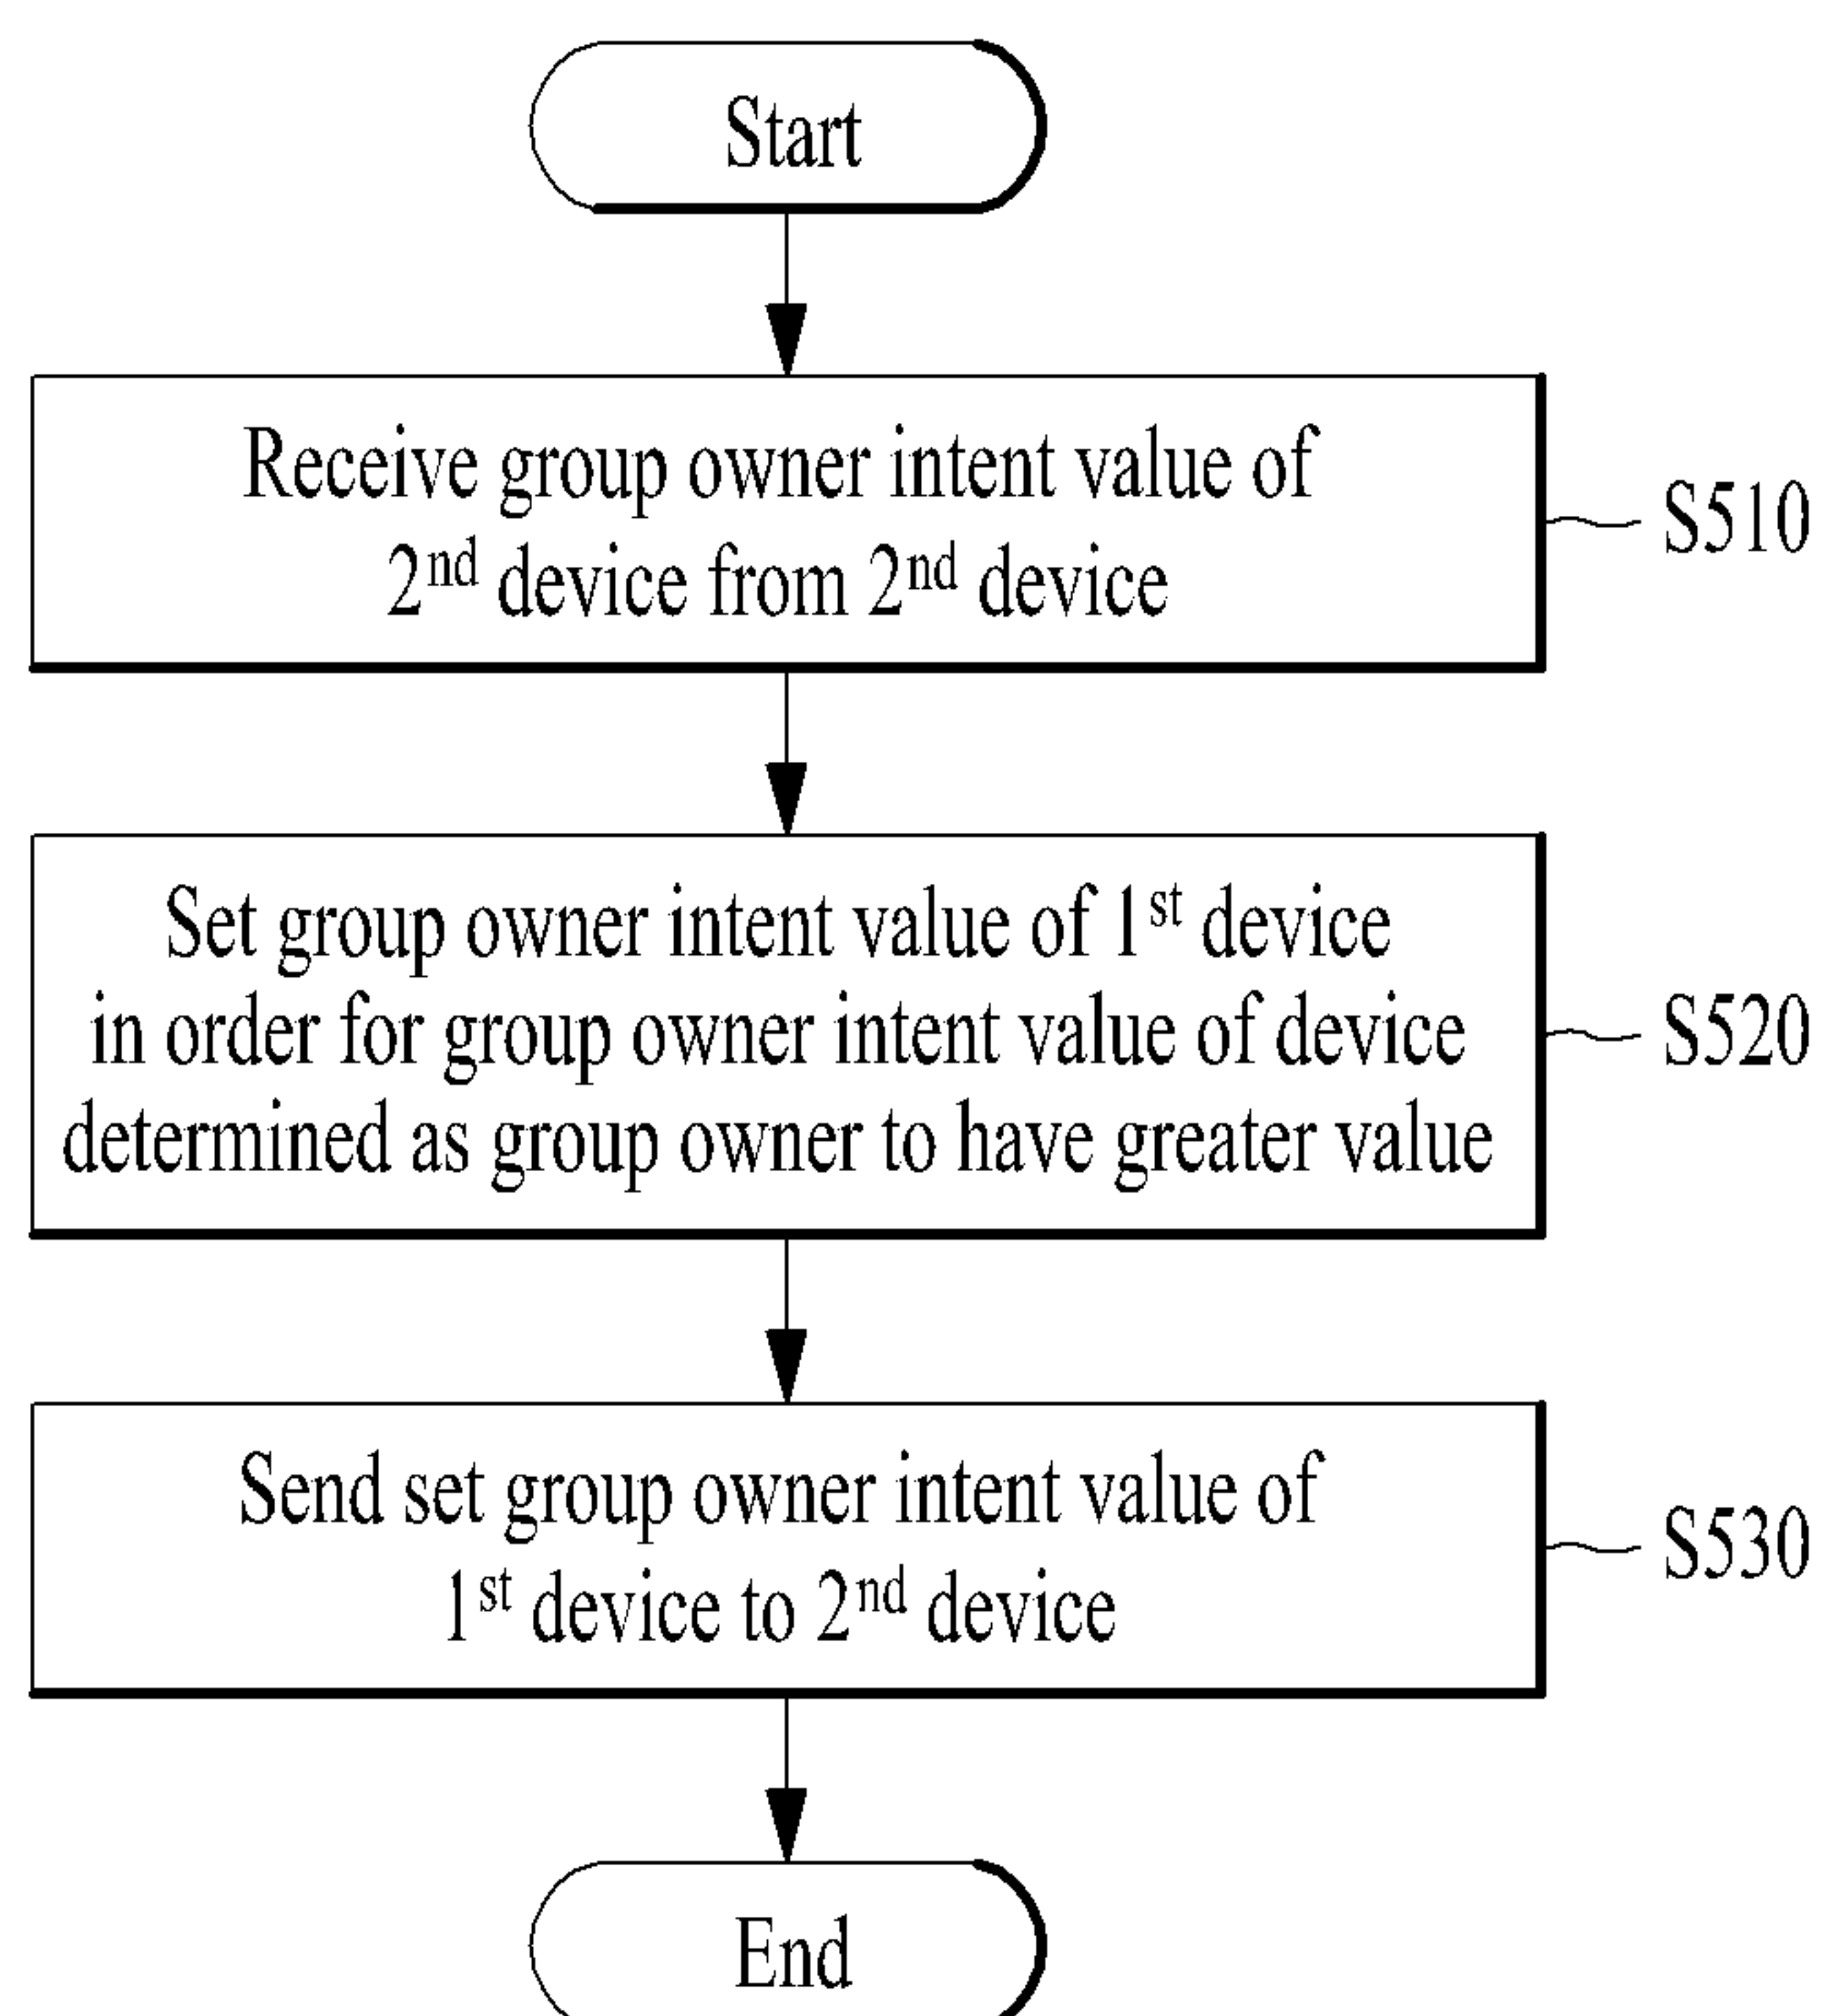 Start
Receive group owner intent value of
2nd device from 2nd device
S510
Set group owner intent value of 1st device
in order for group owner intent value of device
determined as group owner to have greater value
S520
Send set group owner intent value of
1st device to 2nd device
S530
End